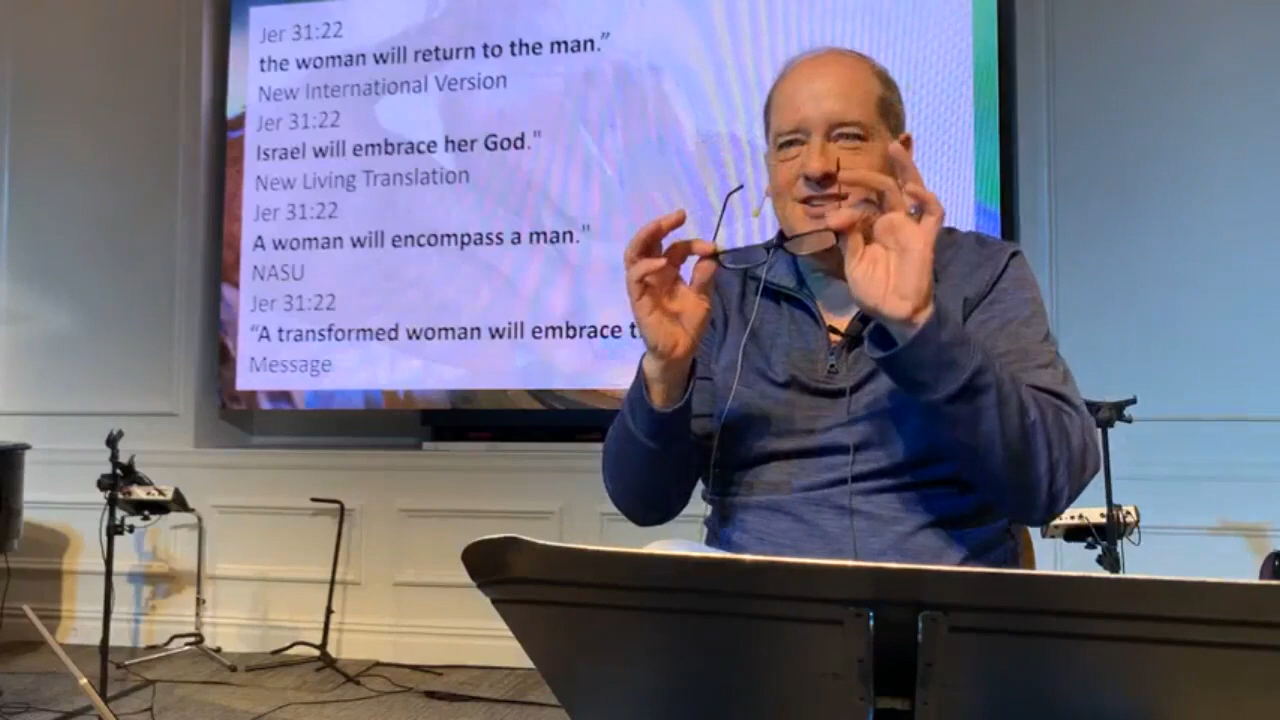 Jer 31:22
the woman will return to the man.”
New International Version
Jer 31:22
Israel will embrace her God."
New Living Translation
Jer 31:22
A woman will encompass a man."
NASU
Jer 31:22
“A transformed woman will embrace
Message